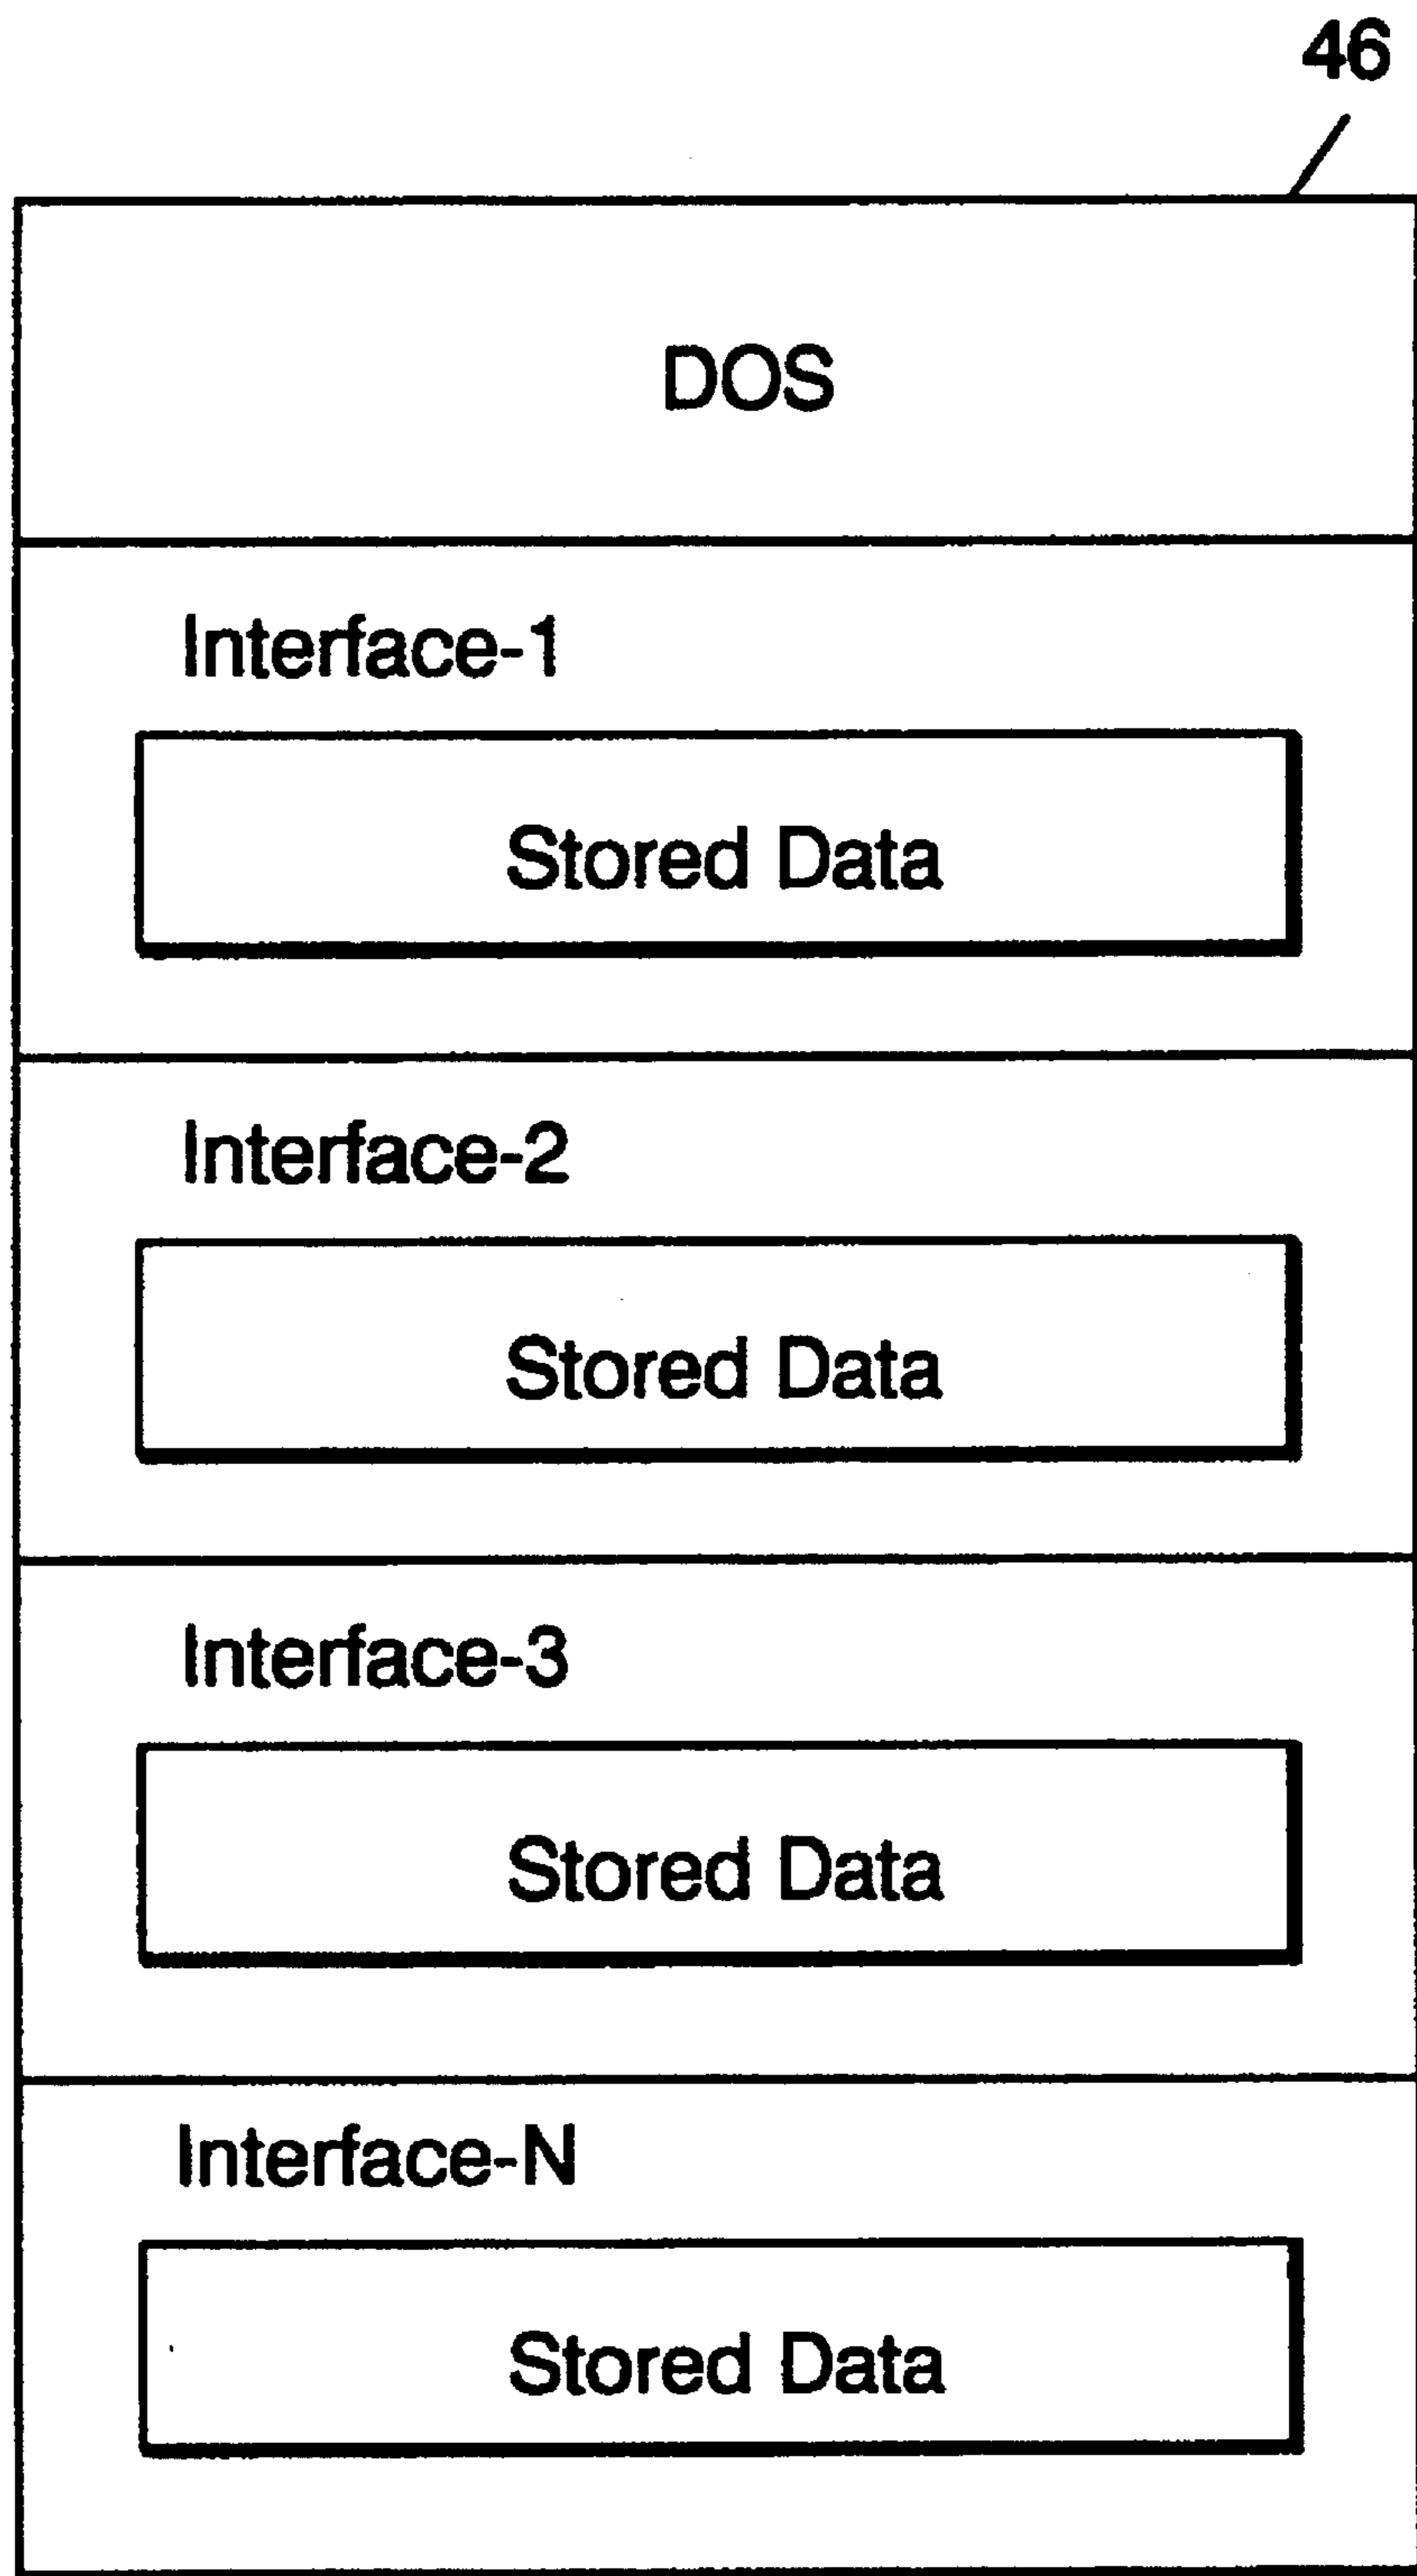 46
DOS
Interface-1
Stored Data
Interface-2
Stored Data
Interface-3
Stored Data
Interface-N
Stored Data